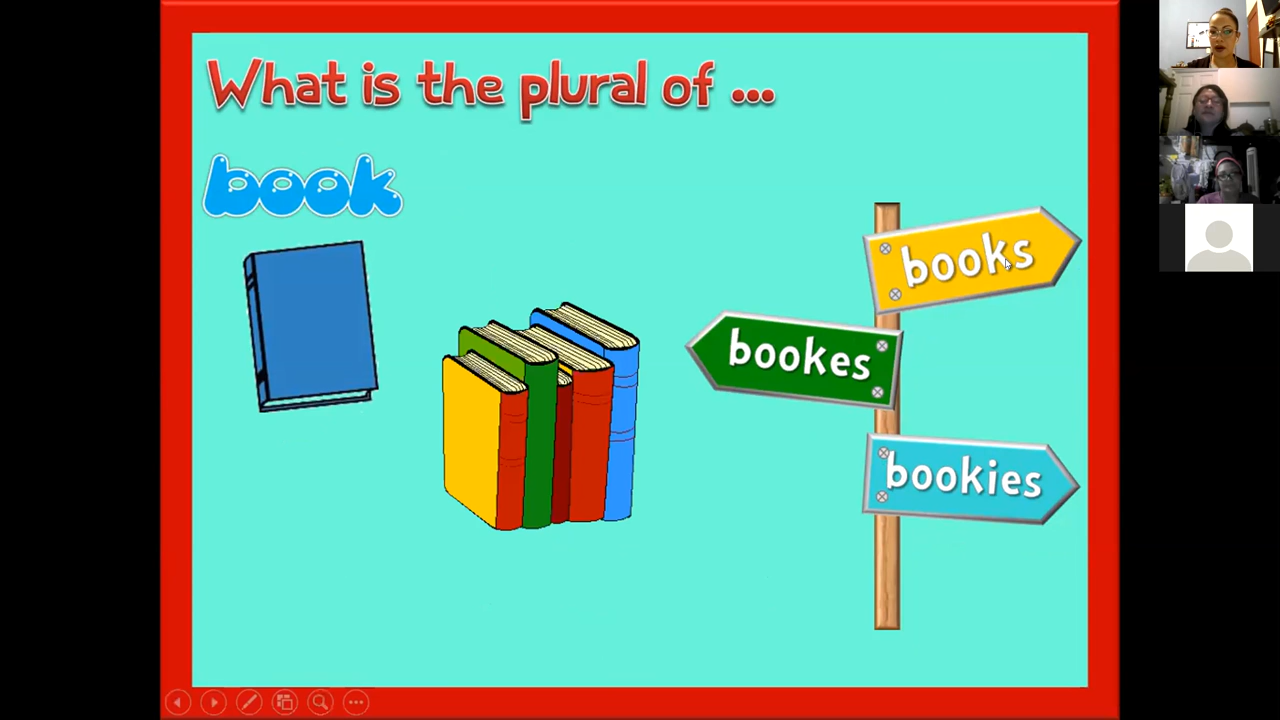 What is the plural of ...
book
books
bookes
bookies